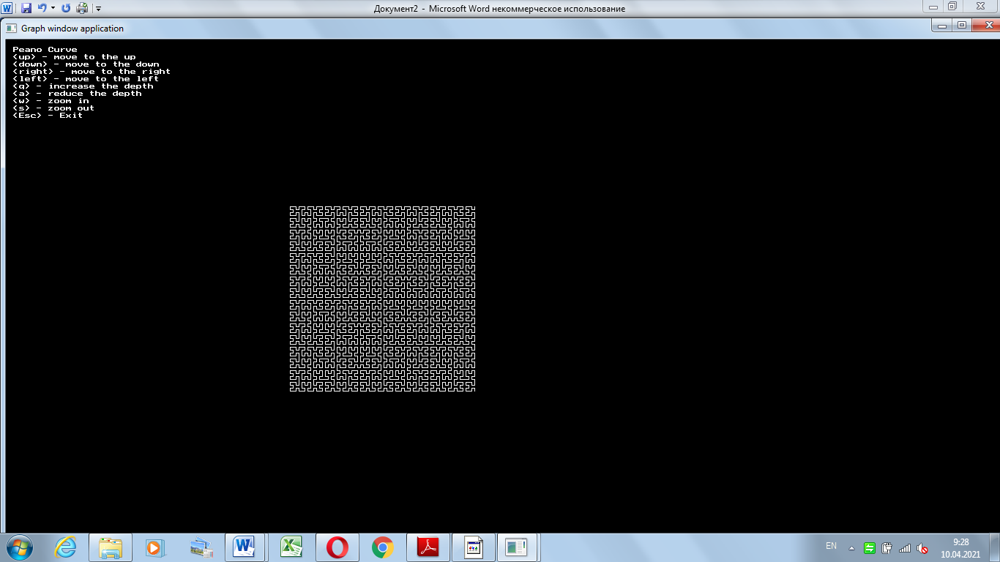 Документ2 - Microsoft Word некоммерческое использование
Graph window application
Peano Curve
<up> - move to the up
<down> - move to the down
<right> - move to the right
<left> - move to the left
<q> - increase the depth
<a> - reduce the depth
<w> - zoom in
<s> - zoom out
<Esc> - Exit
EN
9:28
10.04.2021